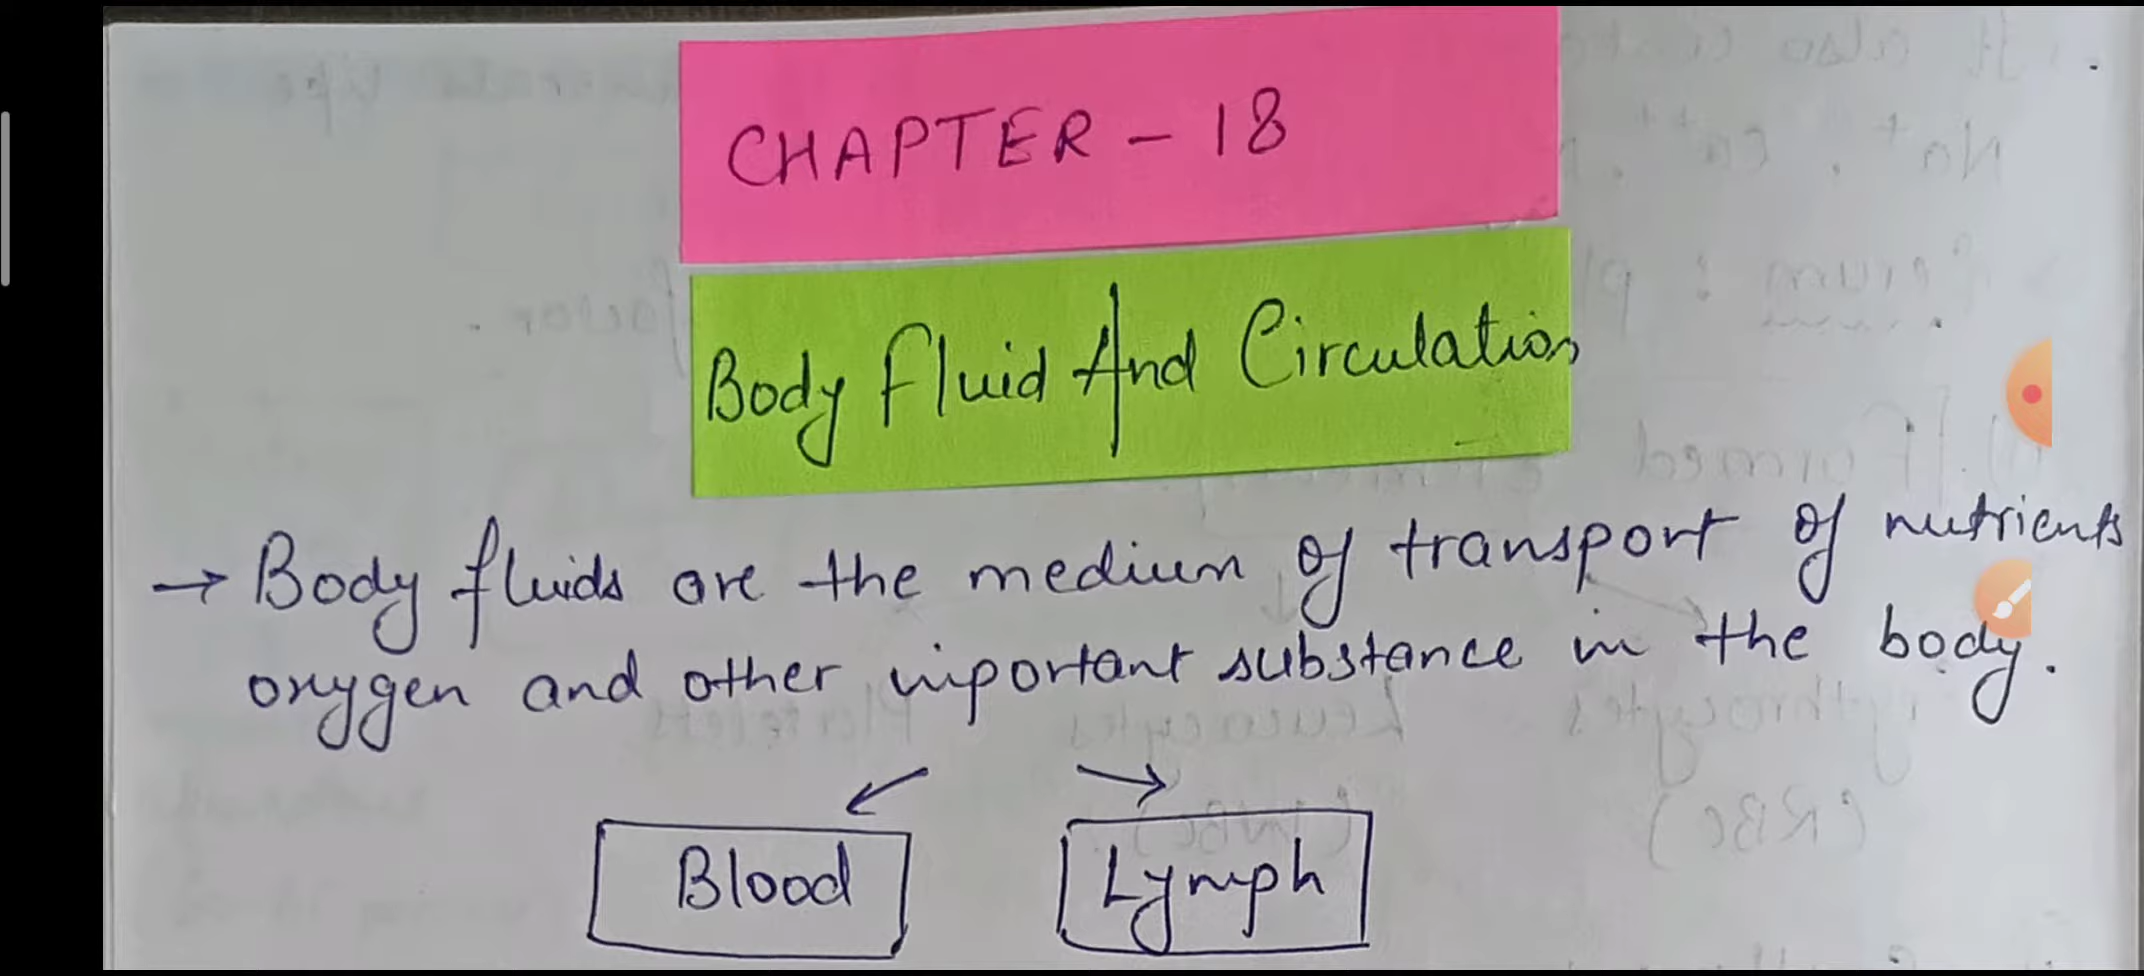 CHAPTER - 18
Body Fluid And Circulation
→ Body fluids are the medium of transport of nutrients
oxygen and other important substance in the body.
Blood Lymph